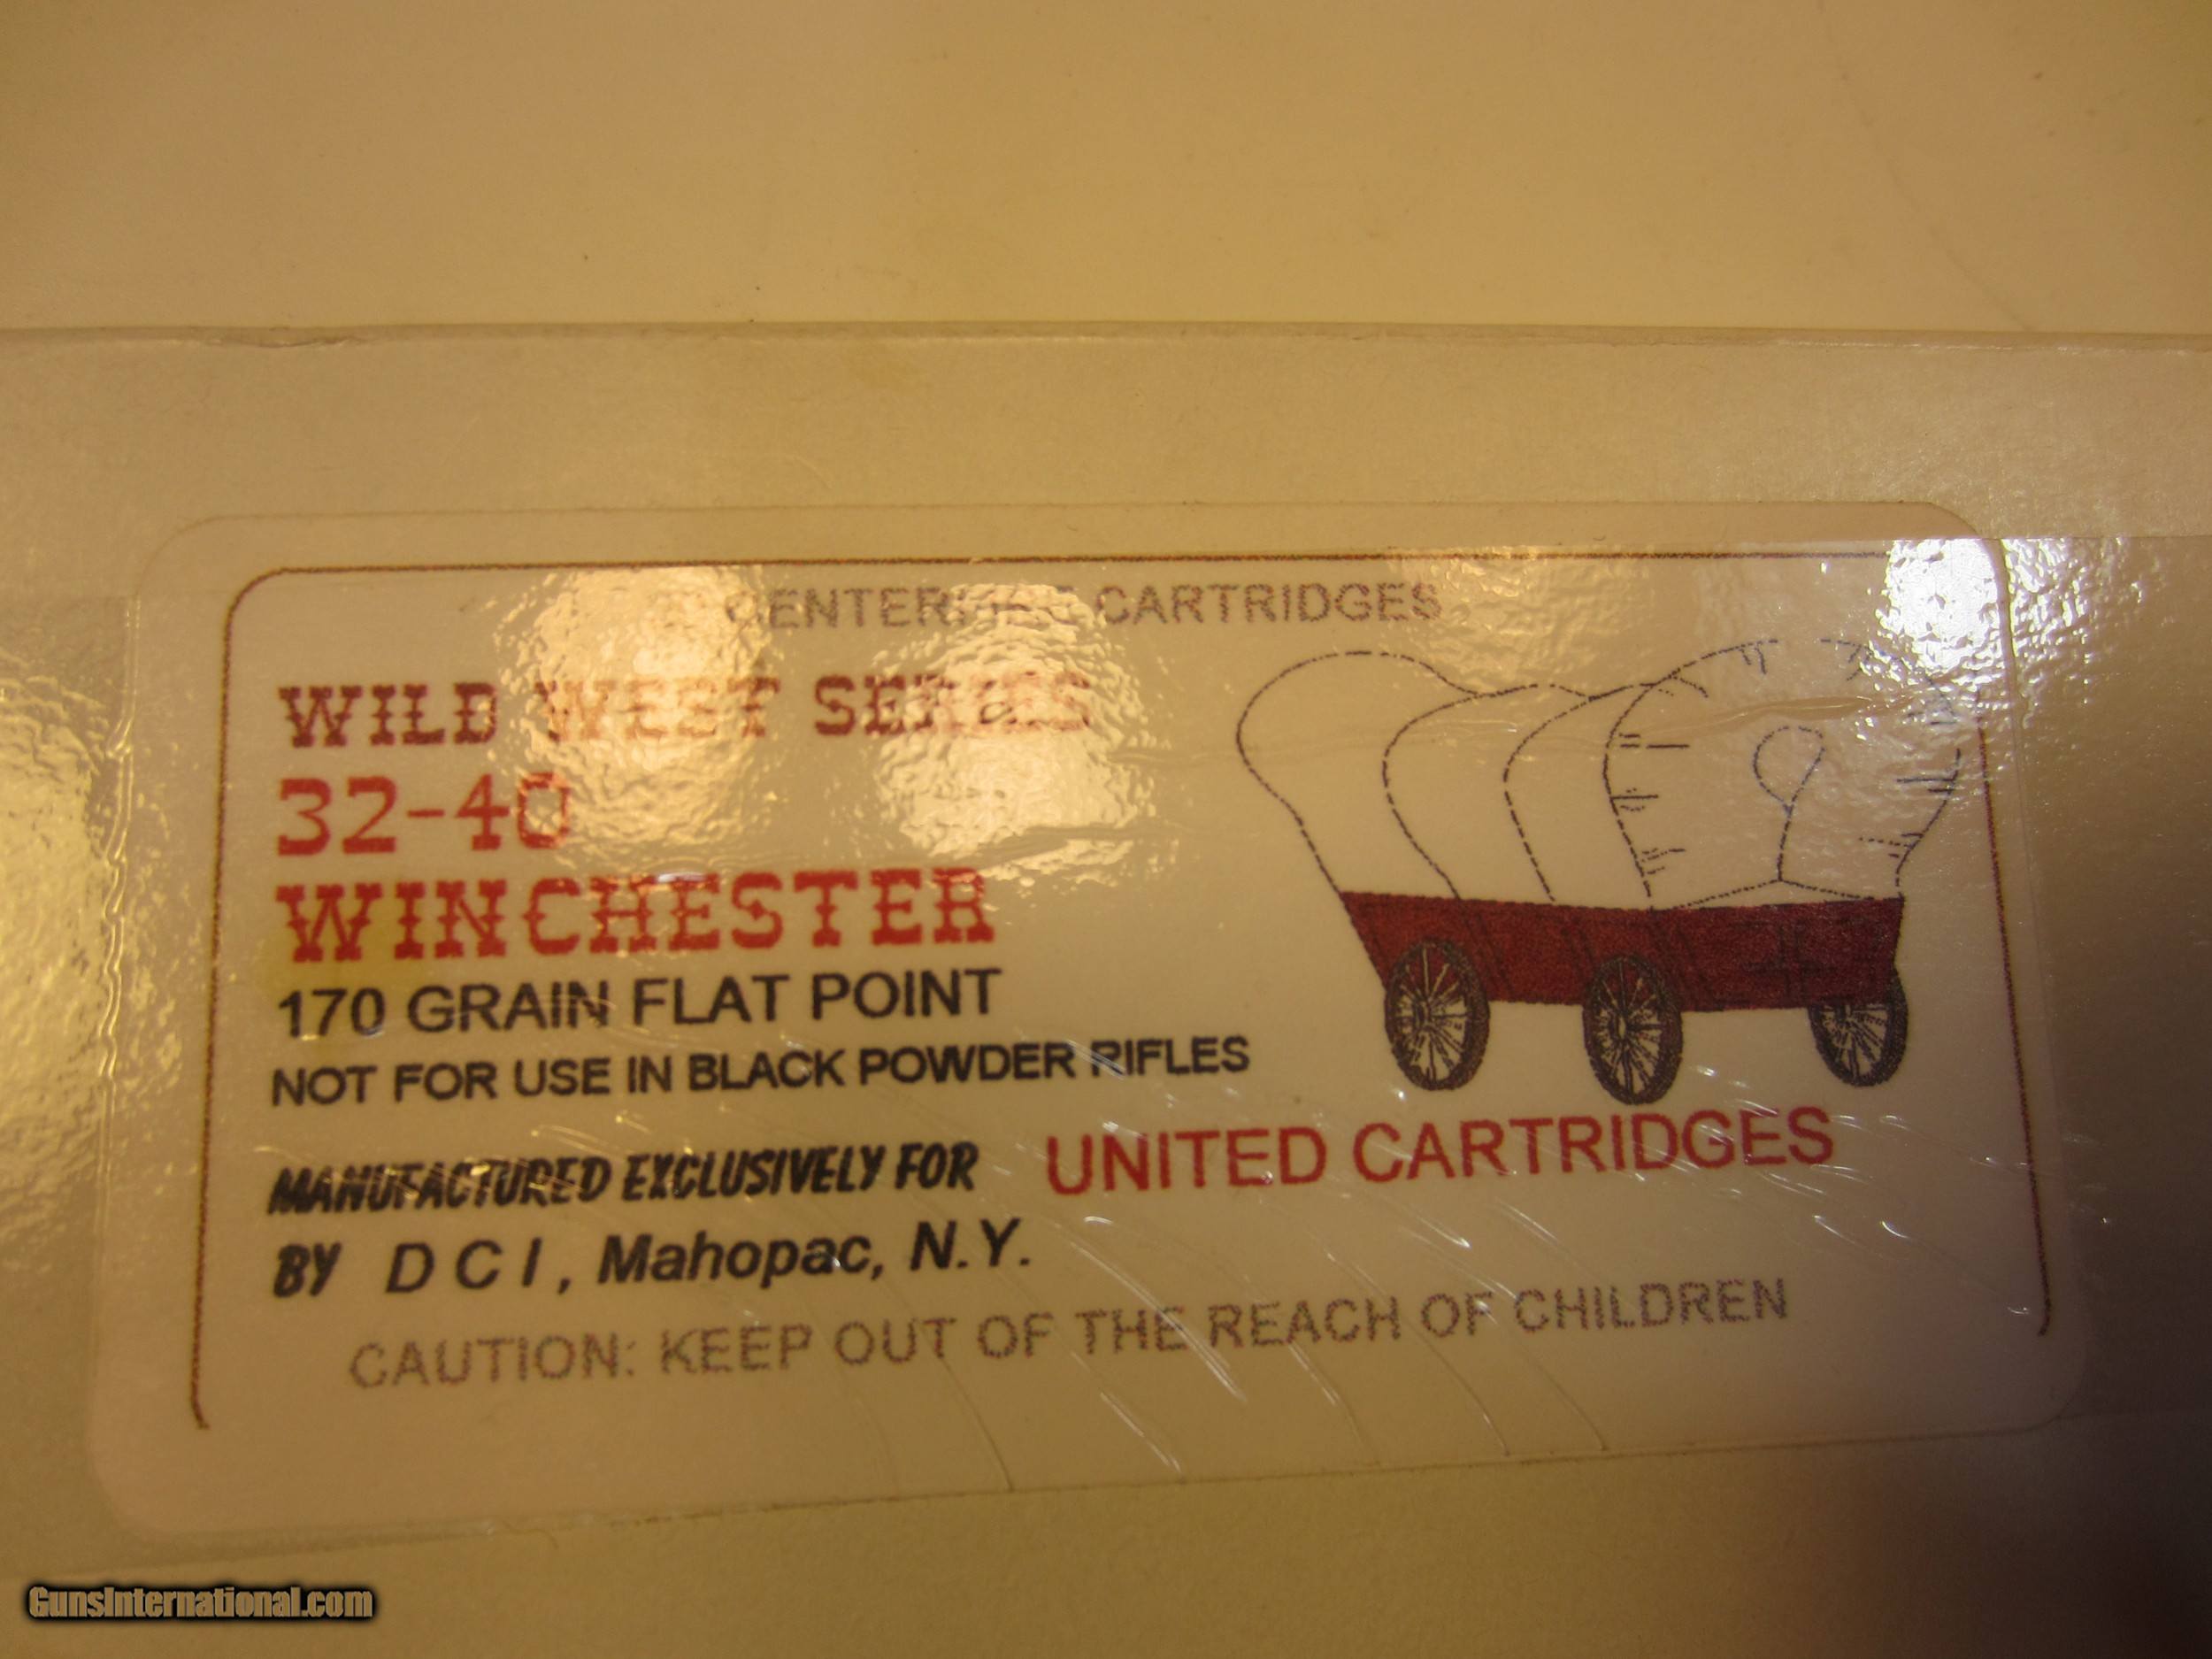 CENTERFIRE CARTRIDGES
WILD WEST SERIES
32-40
WINCHESTER
170 GRAIN FLAT POINT
NOT FOR USE IN BLACK POWDER RIFLES
MANUFACTURED EXCLUSIVELY FOR UNITED CARTRIDGES
BY D C I , Mahopac, N.Y.
CAUTION: KEEP OUT OF THE REACH OF CHILDREN
GunsInternational.com